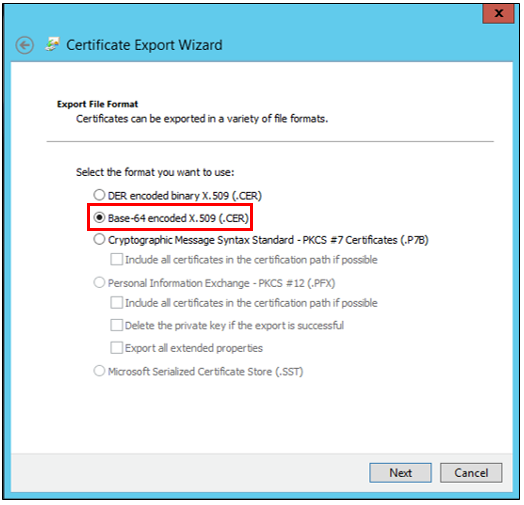 x
Certificate Export Wizard
Export File Format
Certificates can be exported in a variety of file formats.
Select the format you want to use:
DER encoded binary X.509 (.CER)
Base-64 encoded X.509 (.CER)
Cryptographic Message Syntax Standard - PKCS #7 Certificates (.P7B)
Include all certificates in the certification path if possible
Personal Information Exchange - PKCS #12 (.PFX)
Include all certificates in the certification path if possible
Delete the private key if the export is successful
Export all extended properties
Microsoft Serialized Certificate Store (.SST)
Next Cancel